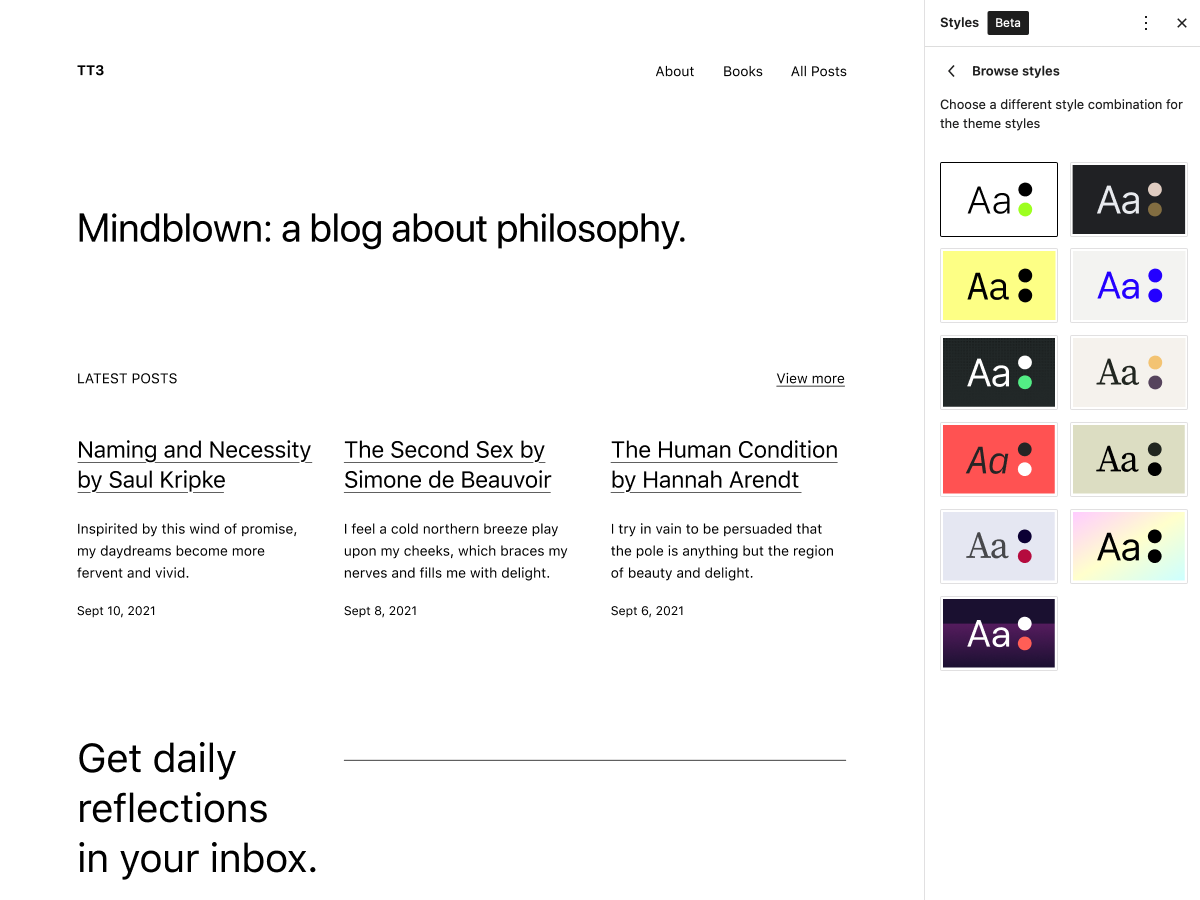 TT3
About Books All Posts
Mindblown: a blog about philosophy.
LATEST POSTS
View more
Naming and Necessity
by Saul Kripke
Inspirited by this wind of promise,
my daydreams become more
fervent and vivid.
Sept 10, 2021
The Second Sex by
Simone de Beauvoir
I feel a cold northern breeze play
upon my cheeks, which braces my
nerves and fills me with delight.
Sept 8, 2021
The Human Condition
by Hannah Arendt
I try in vain to be persuaded that
the pole is anything but the region
of beauty and delight.
Sept 6, 2021
Get daily
reflections
in your inbox.
Styles Beta
Browse styles
Choose a different style combination for
the theme styles
Aa
Aa
Aa
Aa
Aa
Aa
Aa
Aa
Aa
Aa
Aa